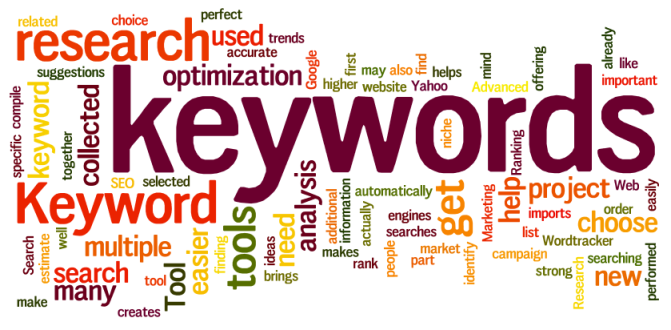 related
choice
perfect
research
used
trends
accurate
suggestions
optimization
Google
higher
first
website
may
also
Yahoo
find
helps
mind
Advanced
offering
already
like
important
specific
compile
keyword
together
collected
keywords
niche
SEO
selected
Keyword
analysis
additional
information
automatically
actually
engines
searches
get
Marketing
help
Ranking
project
Web
imports
order
easily
list
choose
Wordtracker
Search
estimate
well
multiple
easier
finding
tools
need
ideas
brings
makes
rank
people
market
part
identify
campaign
strong
Research
searching
new
performed
search
many
tool
Tool
make
creates